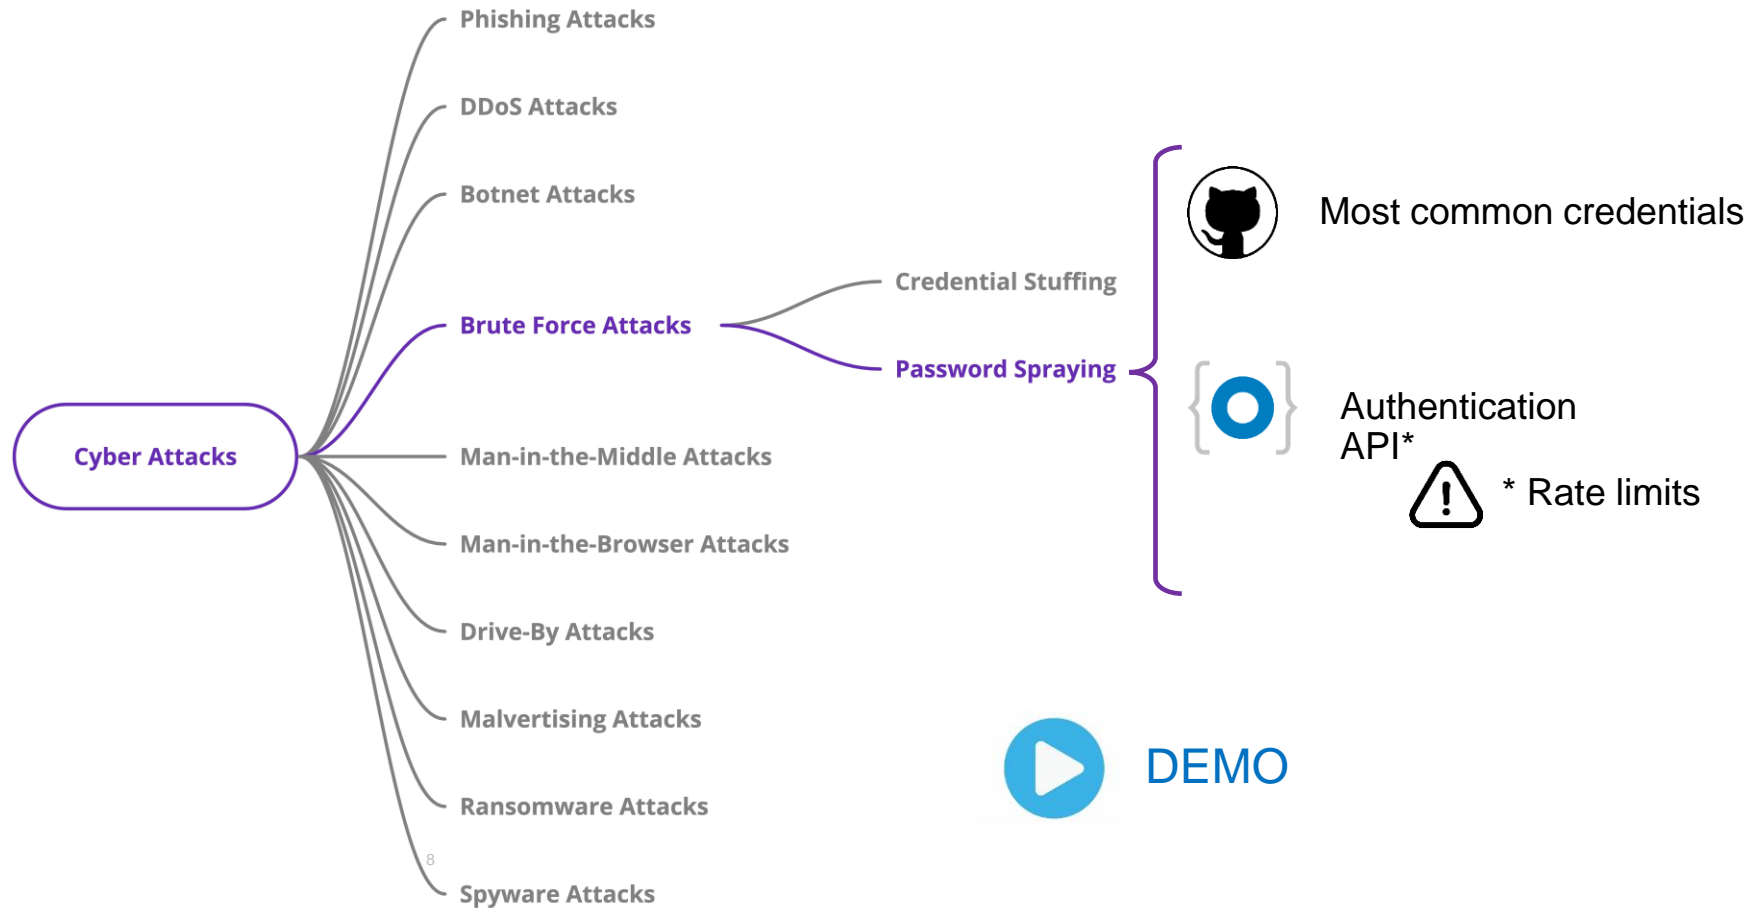 Phishing Attacks
DDoS Attacks
Botnet Attacks
Most common credentials
Credential Stuffing
Brute Force Attacks
Password Spraying
Authentication
API*
Cyber Attacks
Man-in-the-Middle Attacks
* Rate limits
Man-in-the-Browser Attacks
Drive-By Attacks
Malvertising Attacks
DEMO
Ransomware Attacks
8
Spyware Attacks